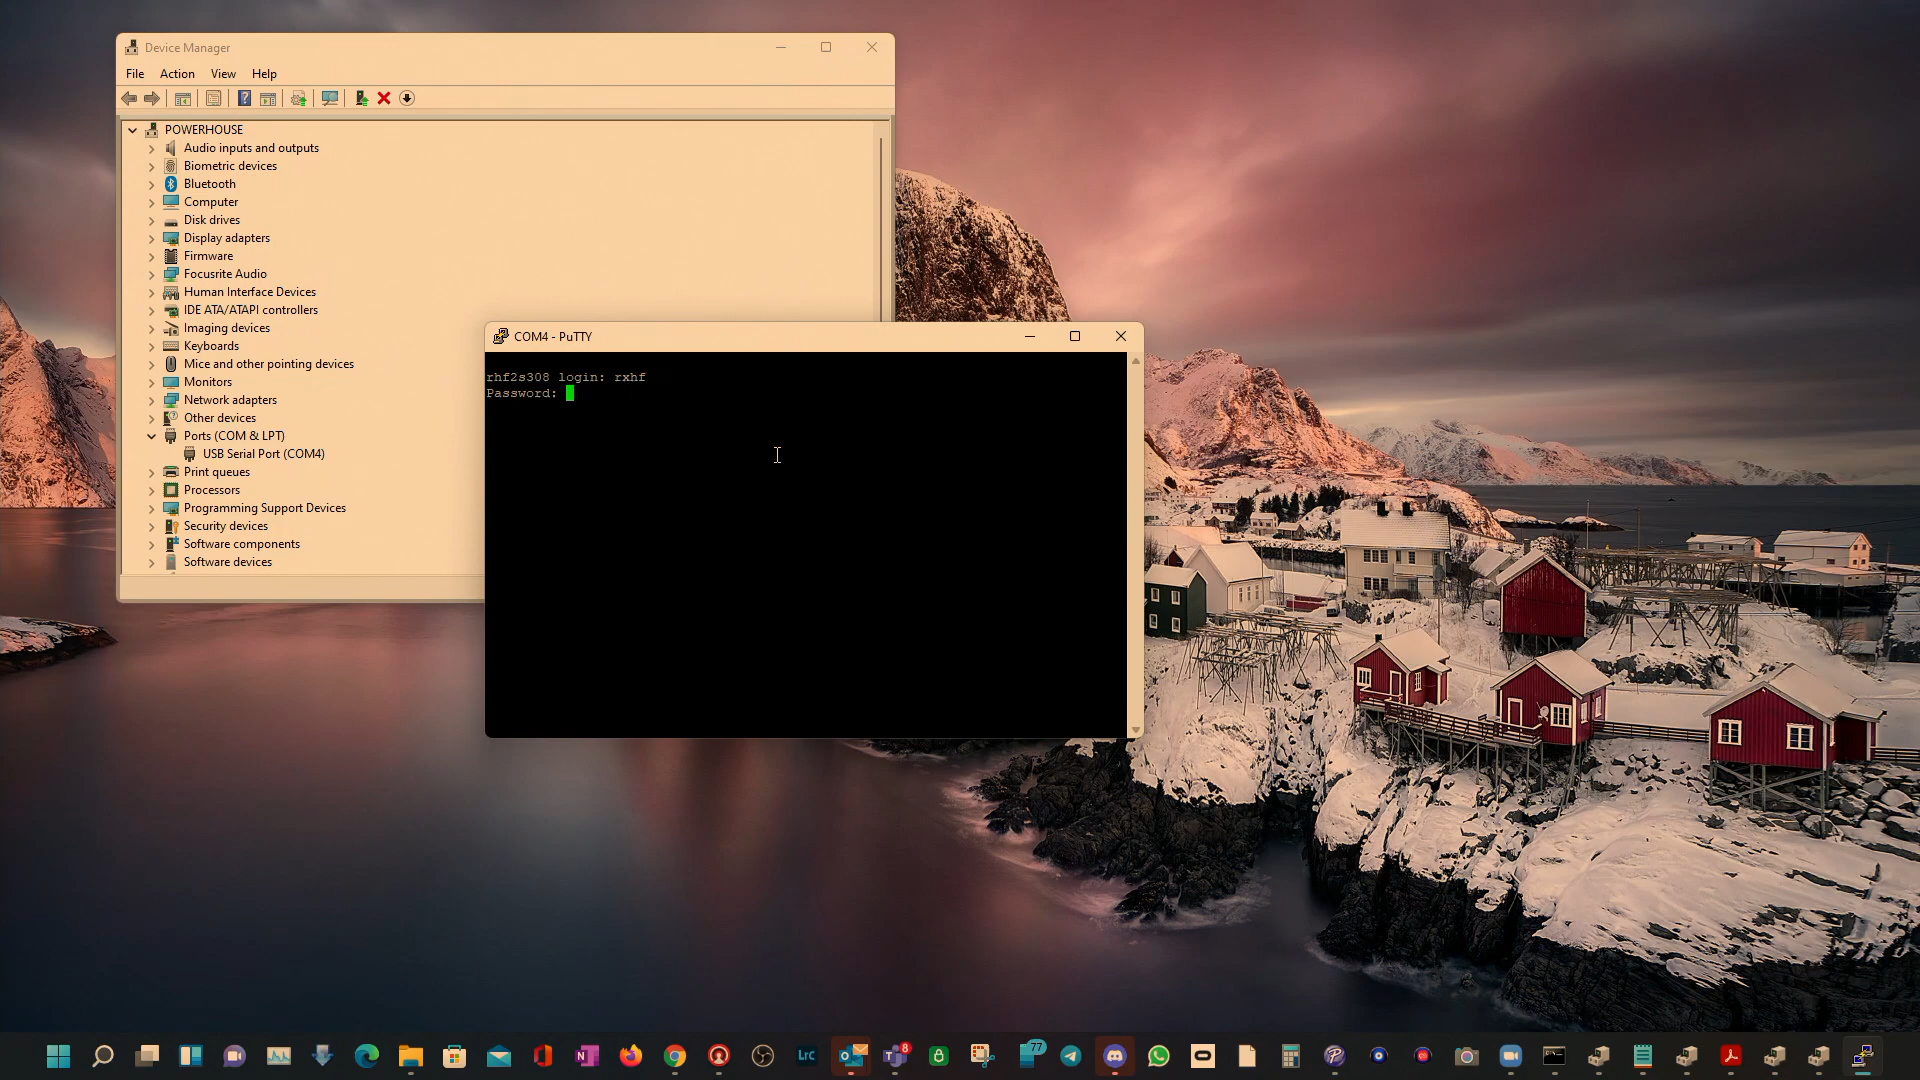 Device Manager
File Action View Help
POWERHOUSE
Audio inputs and outputs
Biometric devices
Bluetooth
Computer
Disk drives
Display adapters
Firmware
Focusrite Audio
Human Interface Devices
IDE ATA/ATAPI controllers
Imaging devices
Keyboards
Mice and other pointing devices
Monitors
Network adapters
Other devices
Ports (COM & LPT)
USB Serial Port (COM4)
Print queues
Processors
Programming Support Devices
Security devices
Software components
Software devices
COM4 - PuTTY
rhf2s308 login: rxhf
Password:
LrC
8
77